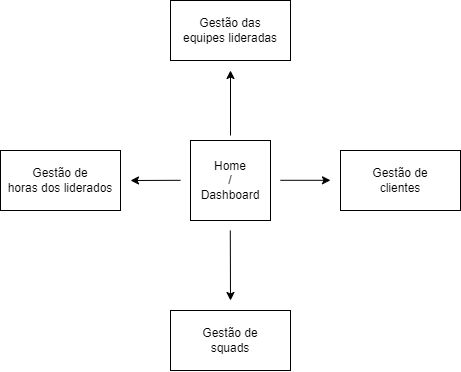 Gestão das
equipes lideradas
Gestão de
horas dos liderados
Home
/
Dashboard
Gestão de
clientes
Gestão de
squads